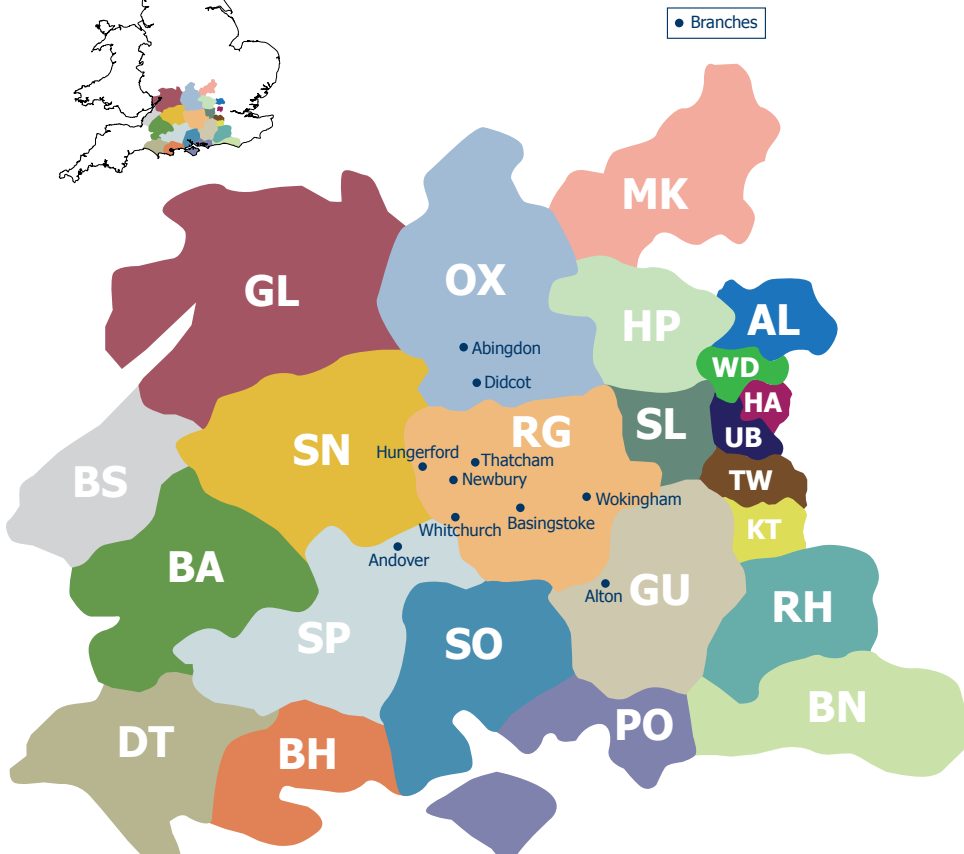 Branches
MK
GL
OX
AL
HP
Abingdon
WD
Didcot
HA
SL
RG
UB
SN
Hungerford
Thatcham
BS
Newbury
TW
Wokingham
Basingstoke
Whitchurch
KT
Andover
BA
GU
Alton
RH
SP
SO
BN
PO
DT
BH